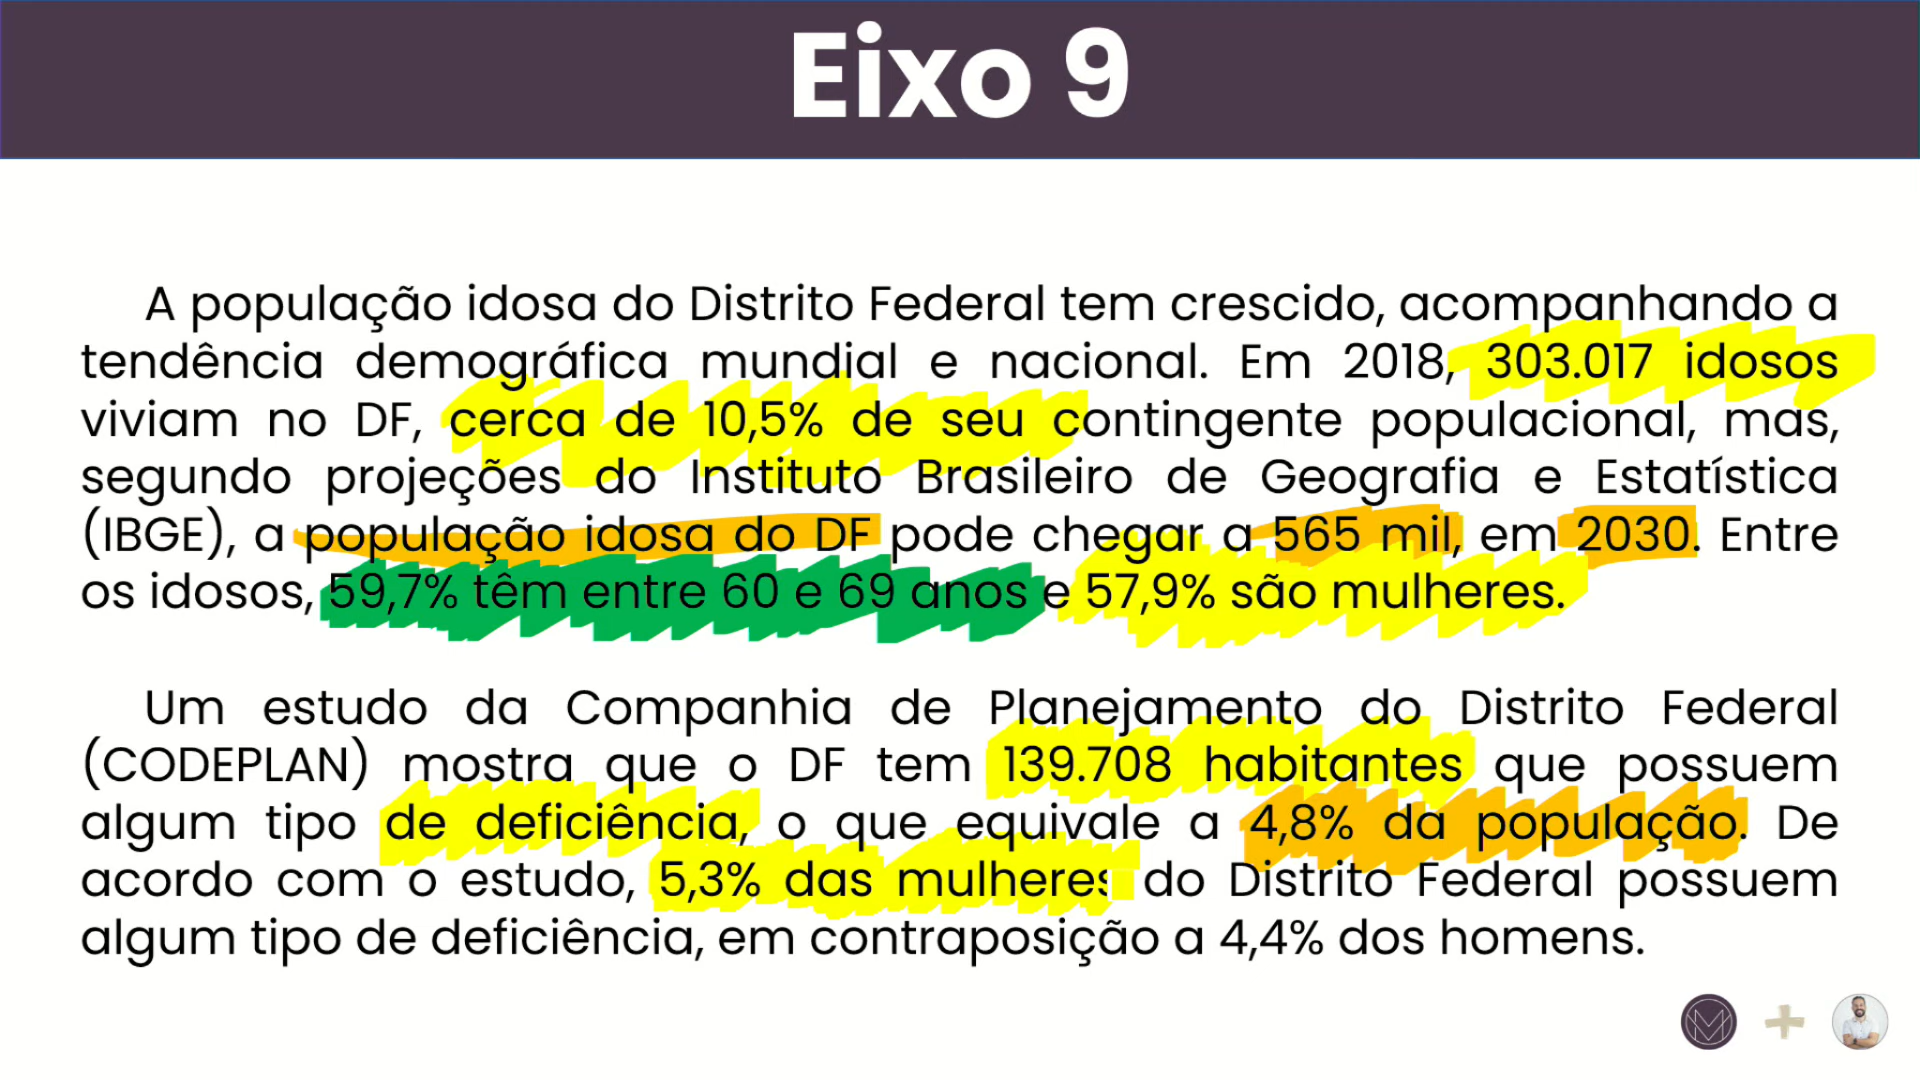 Eixo 9
A população idosa do Distrito Federal tem crescido, acompanhando a
tendência demográfica mundial e nacional. Em 2018, 303.017 idosos
viviam no DF, cerca de 10,5% de seu contingente populacional, mas,
segundo projeções do Instituto Brasileiro de Geografia e Estatística
(IBGE), a população idosa do DF pode chegar a 565 mil, em 2030. Entre
os idosos, 59,7% têm entre 60 e 69 anos e 57,9% são mulheres.
Um estudo da Companhia de Planejamento do Distrito Federal
(CODEPLAN) mostra que o DF tem 139.708 habitantes que possuem
algum tipo de deficiência, o que equivale a 4,8% da população. De
acordo com o estudo, 5,3% das mulheres do Distrito Federal possuem
algum tipo de deficiência, em contraposição a 4,4% dos homens.